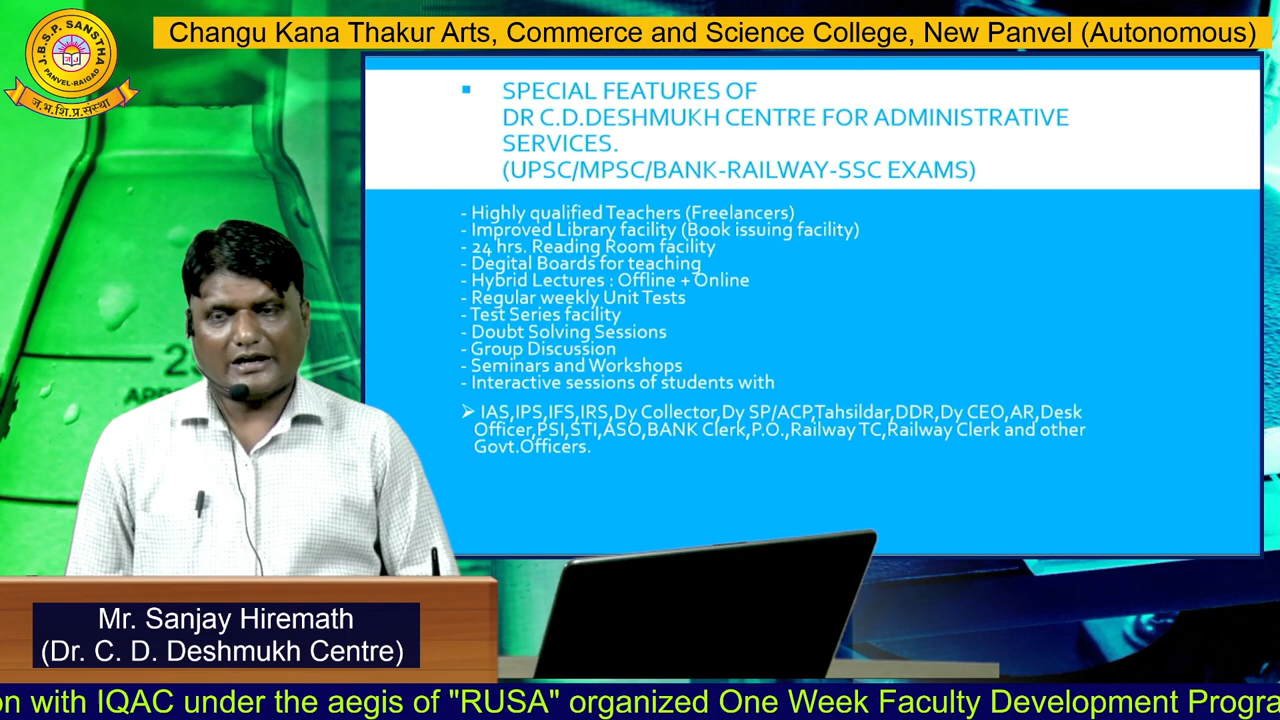 Changu Kana Thakur Arts, Commerce and Science College, New Panvel (Autonomous)
J.B.S.P. SANSTHA
PANVEL-RAIGAD
ज.भ.शि.प्र.संस्था
▪ SPECIAL FEATURES OF
DR C.D.DESHMUKH CENTRE FOR ADMINISTRATIVE
SERVICES.
(UPSC/MPSC/BANK-RAILWAY-SSC EXAMS)
- Highly qualified Teachers (Freelancers)
- Improved Library facility (Book issuing facility)
- 24 hrs. Reading Room facility
- Degital Boards for teaching
- Hybrid Lectures : Offline + Online
- Regular weekly Unit Tests
- Test Series facility
- Doubt Solving Sessions
- Group Discussion
- Seminars and Workshops
- Interactive sessions of students with
➢ IAS,IPS,IFS,IRS,Dy Collector,Dy SP/ACP,Tahsildar,DDR,Dy CEO,AR,Desk
Officer,PSI,STI,ASO,BANK Clerk,P.O.,Railway TC,Railway Clerk and other
Govt.Officers.
Mr. Sanjay Hiremath
(Dr. C. D. Deshmukh Centre)
with IQAC under the aegis of "RUSA" organized One Week Faculty Development